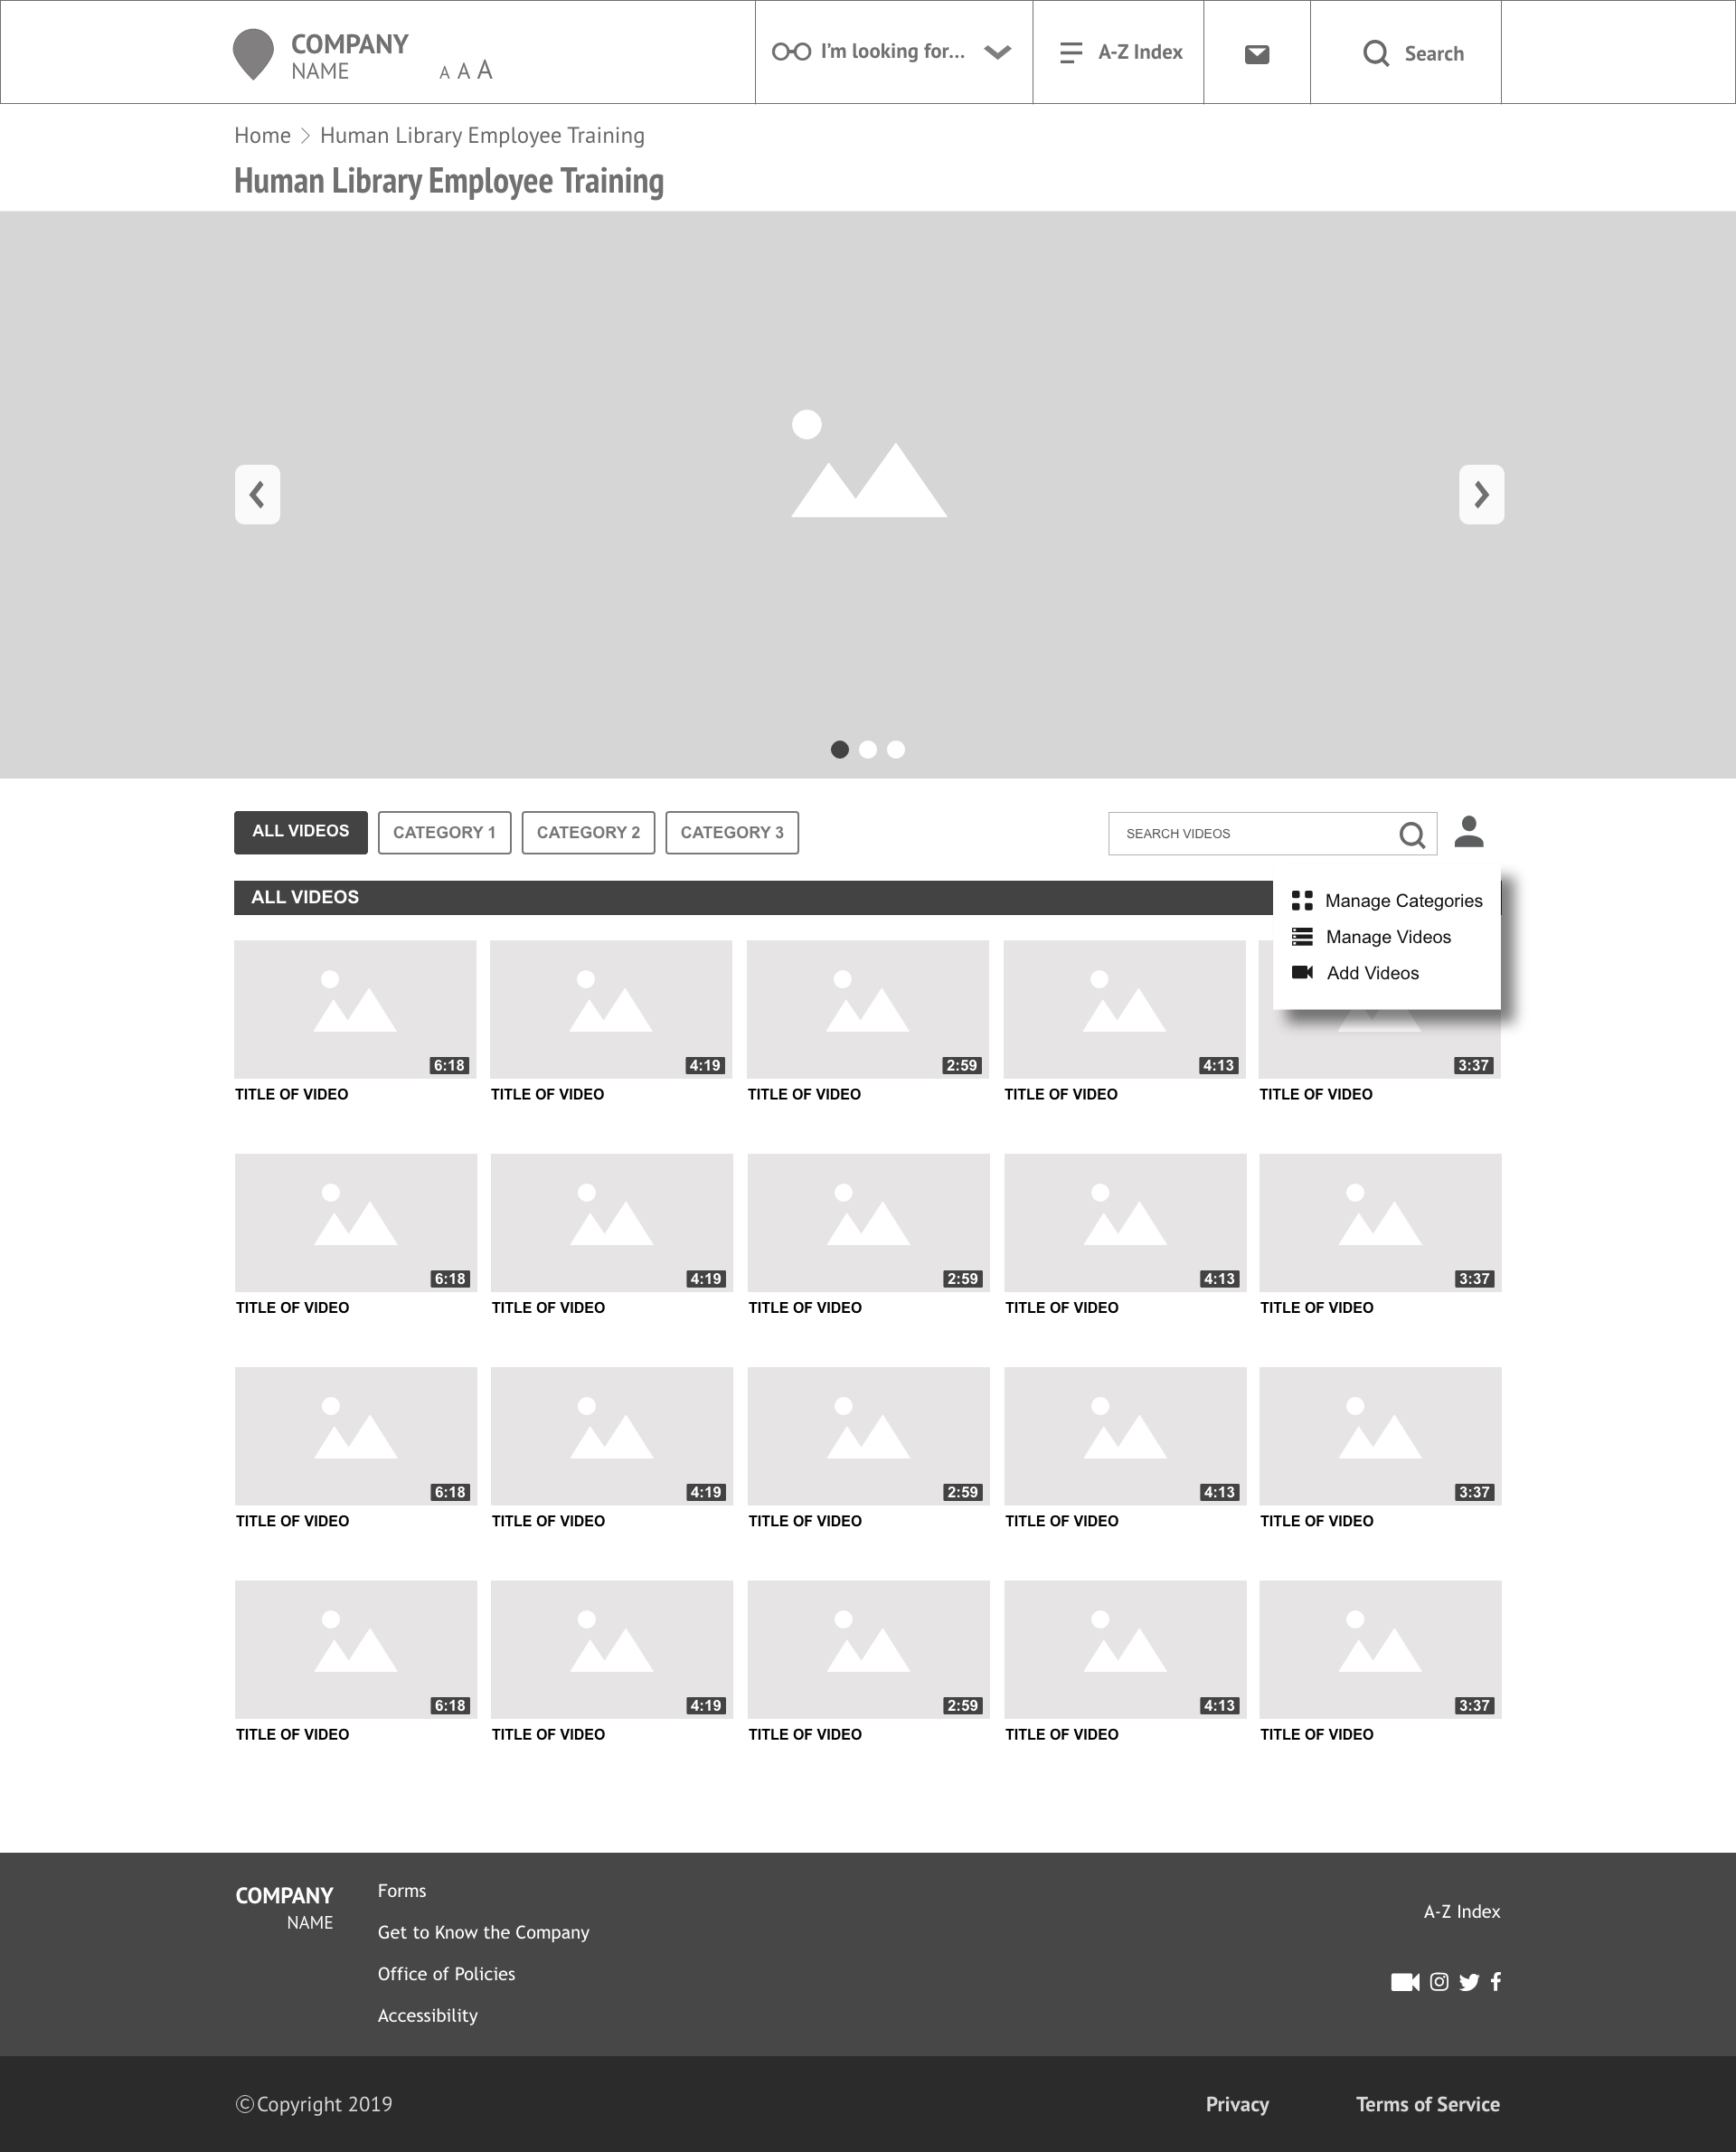 COMPANY
NAME
A A A
I'm looking for...
A-Z Index
Search
Home > Human Library Employee Training
Human Library Employee Training
ALL VIDEOS
CATEGORY 1
CATEGORY 2
CATEGORY 3
SEARCH VIDEOS
ALL VIDEOS
Manage Categories
Manage Videos
Add Videos
6:18 4:19 2:59 4:13 3:37
TITLE OF VIDEO TITLE OF VIDEO TITLE OF VIDEO TITLE OF VIDEO TITLE OF VIDEO
6:18 4:19 2:59 4:13 3:37
TITLE OF VIDEO TITLE OF VIDEO TITLE OF VIDEO TITLE OF VIDEO TITLE OF VIDEO
6:18 4:19 2:59 4:13 3:37
TITLE OF VIDEO TITLE OF VIDEO TITLE OF VIDEO TITLE OF VIDEO TITLE OF VIDEO
6:18 4:19 2:59 4:13 3:37
TITLE OF VIDEO TITLE OF VIDEO TITLE OF VIDEO TITLE OF VIDEO TITLE OF VIDEO
COMPANY
NAME
Forms
Get to Know the Company
Office of Policies
Accessibility
A-Z Index
©Copyright 2019
Privacy
Terms of Service